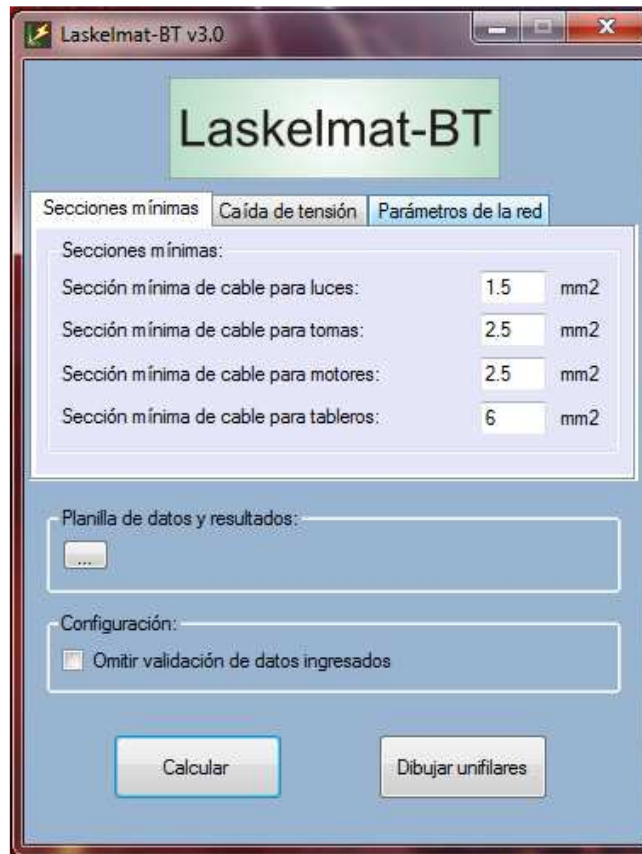 Laskelmat-BT v3.0
Laskelmat-BT
Secciones mínimas Caída de tensión Parámetros de la red
Secciones mínimas:
Sección mínima de cable para luces: 1.5 mm2
Sección mínima de cable para tomas: 2.5 mm2
Sección mínima de cable para motores: 2.5 mm2
Sección mínima de cable para tableros: 6 mm2
Planilla de datos y resultados:
...
Configuración:
Omitir validación de datos ingresados
Calcular Dibujar unifilares